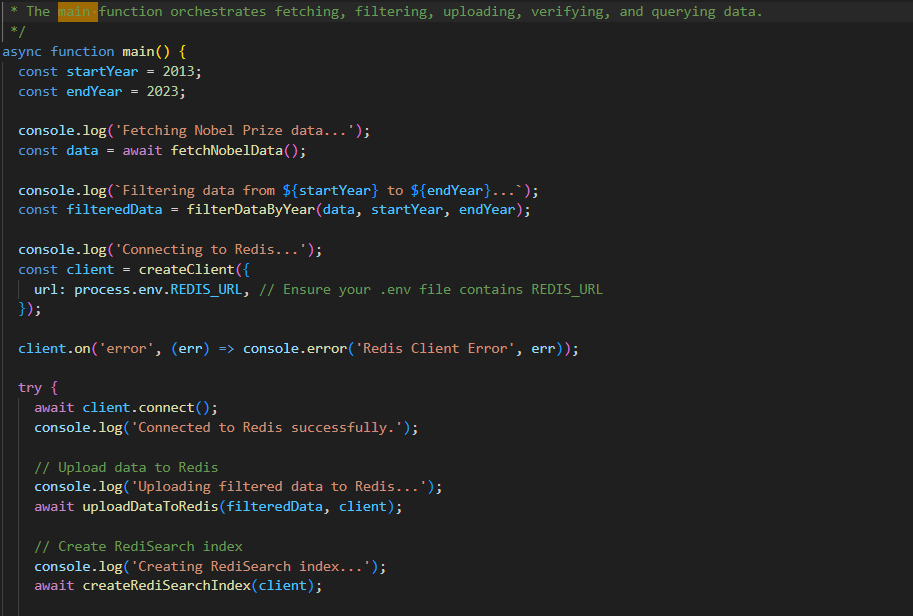 * The main function orchestrates fetching, filtering, uploading, verifying, and querying data.
*/
async function main() {
const startYear = 2013;
const endYear = 2023;
console.log('Fetching Nobel Prize data...');
const data = await fetchNobelData();
console.log(`Filtering data from ${startYear} to ${endYear}...`);
const filteredData = filterDataByYear(data, startYear, endYear);
console.log('Connecting to Redis...');
const client = createClient({
url: process.env.REDIS_URL, // Ensure your .env file contains REDIS_URL
});
client.on('error', (err) => console.error('Redis Client Error', err));
try {
await client.connect();
console.log('Connected to Redis successfully.');
// Upload data to Redis
console.log('Uploading filtered data to Redis...');
await uploadDataToRedis(filteredData, client);
// Create RediSearch index
console.log('Creating RediSearch index...');
await createRediSearchIndex(client);